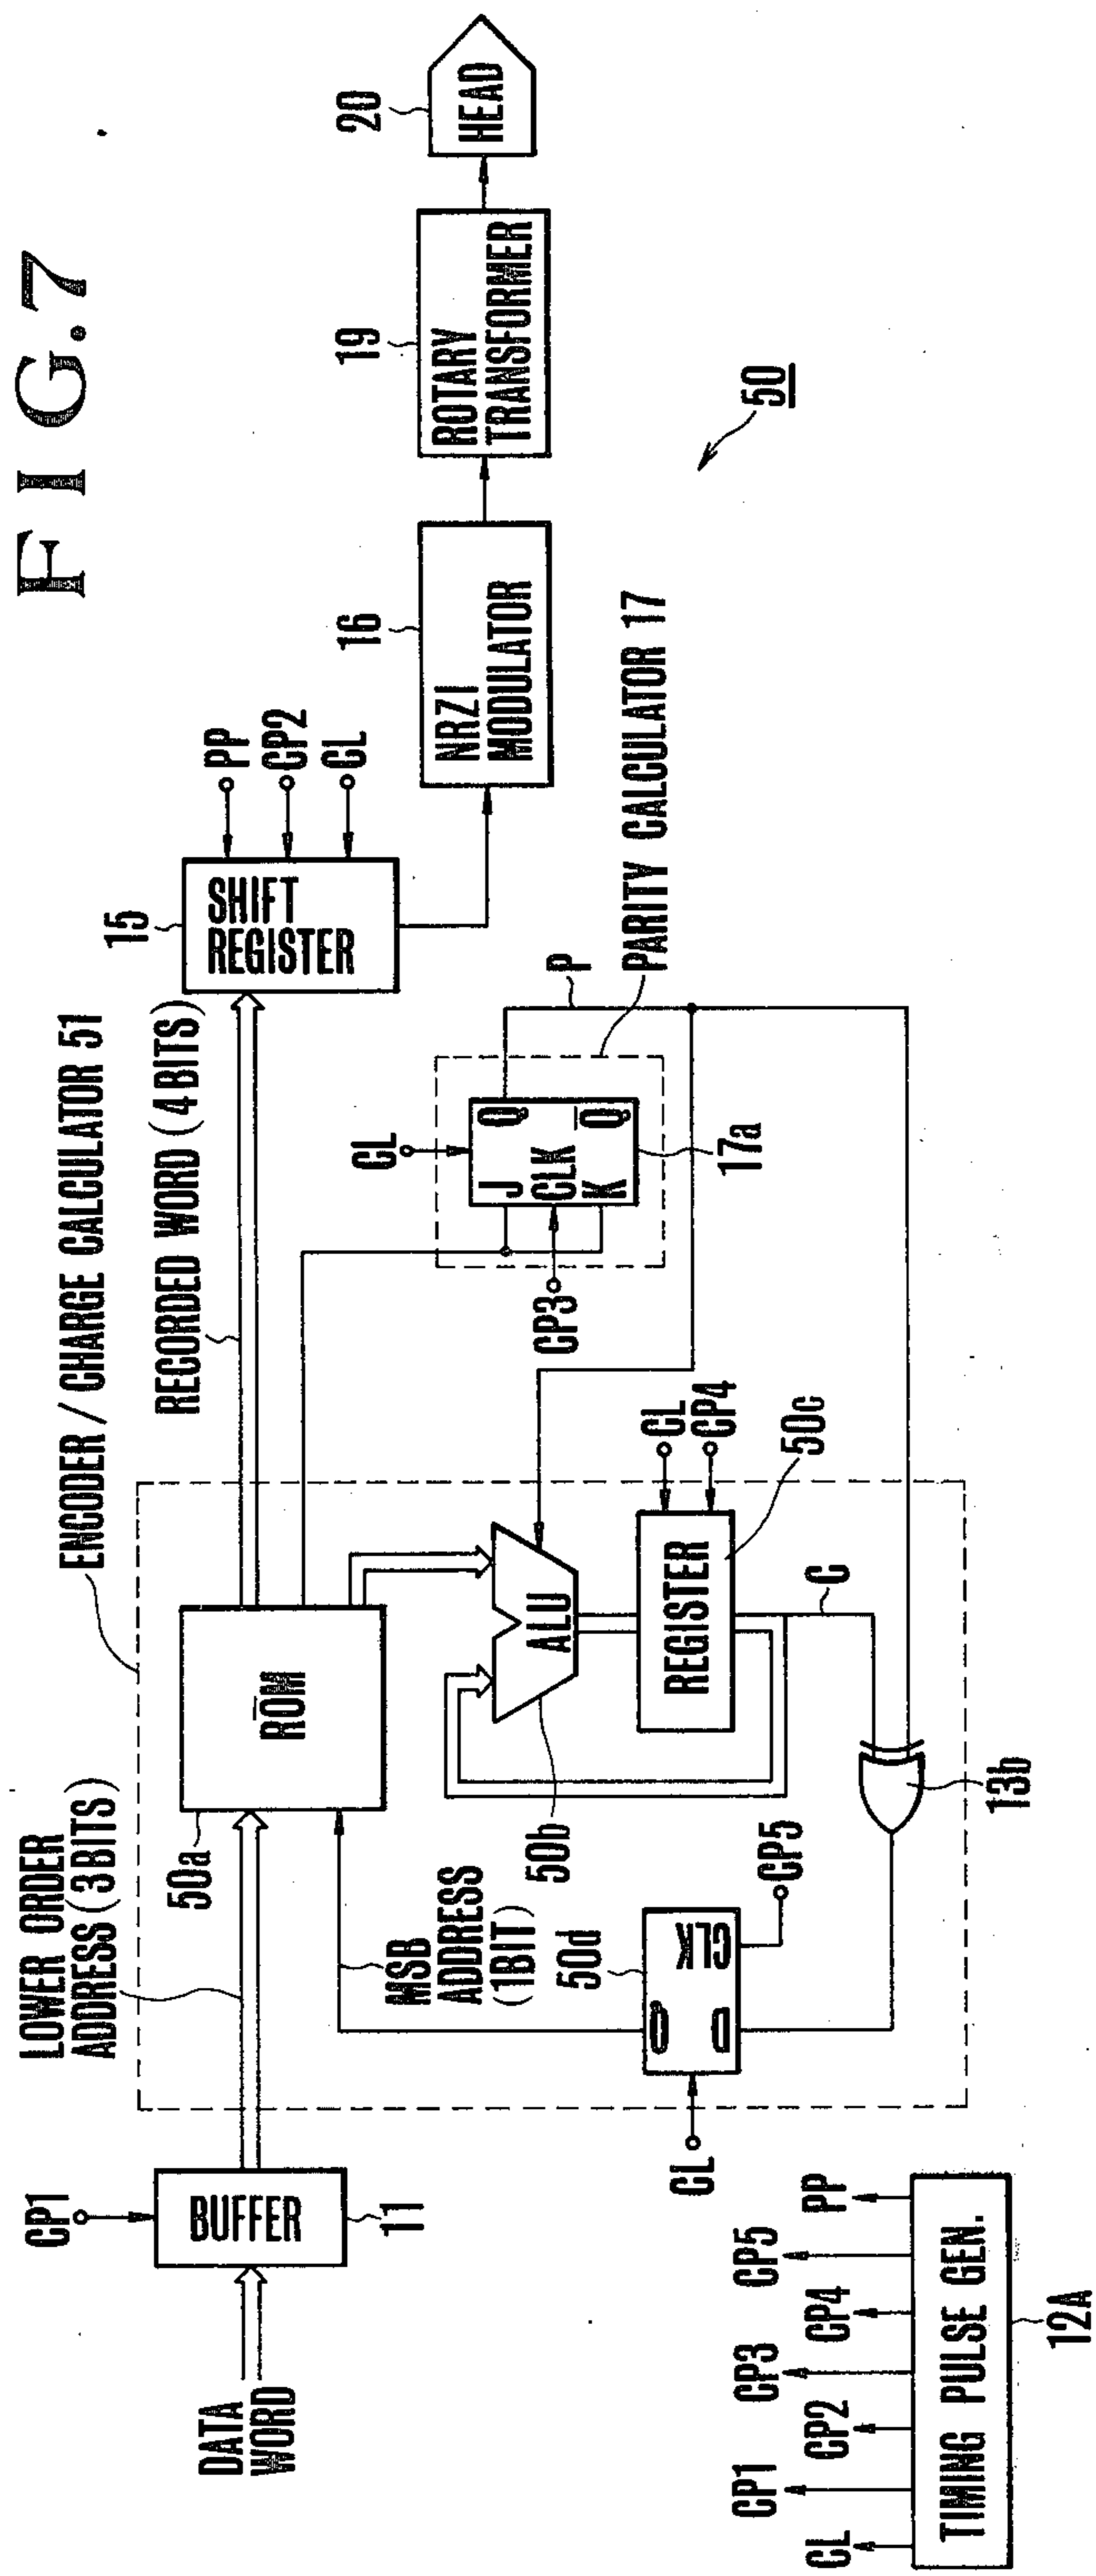 FIG.7
DATA
WORD
CP1
BUFFER
11
LOWER ORDER
ADDRESS (3 BITS)
ENCODER / CHARGE CALCULATOR 51
50a
ROM
RECORDED WORD (4 BITS)
15
SHIFT
REGISTER
PP
CP2
CL
16
NRZI
MODULATOR
19
ROTARY
TRANSFORMER
20
HEAD
50
MSB
ADDRESS
(1BIT)
50d
Q
D
CLK
CP5
CL
50b
ALU
REGISTER
CL
CP4
50c
C
13b
CP3
CL
J
CLK
K
Q
Q
17a
P
PARITY CALCULATOR 17
CL
CP1
CP2
CP3
CP4
CP5
PP
TIMING PULSE GEN.
12A